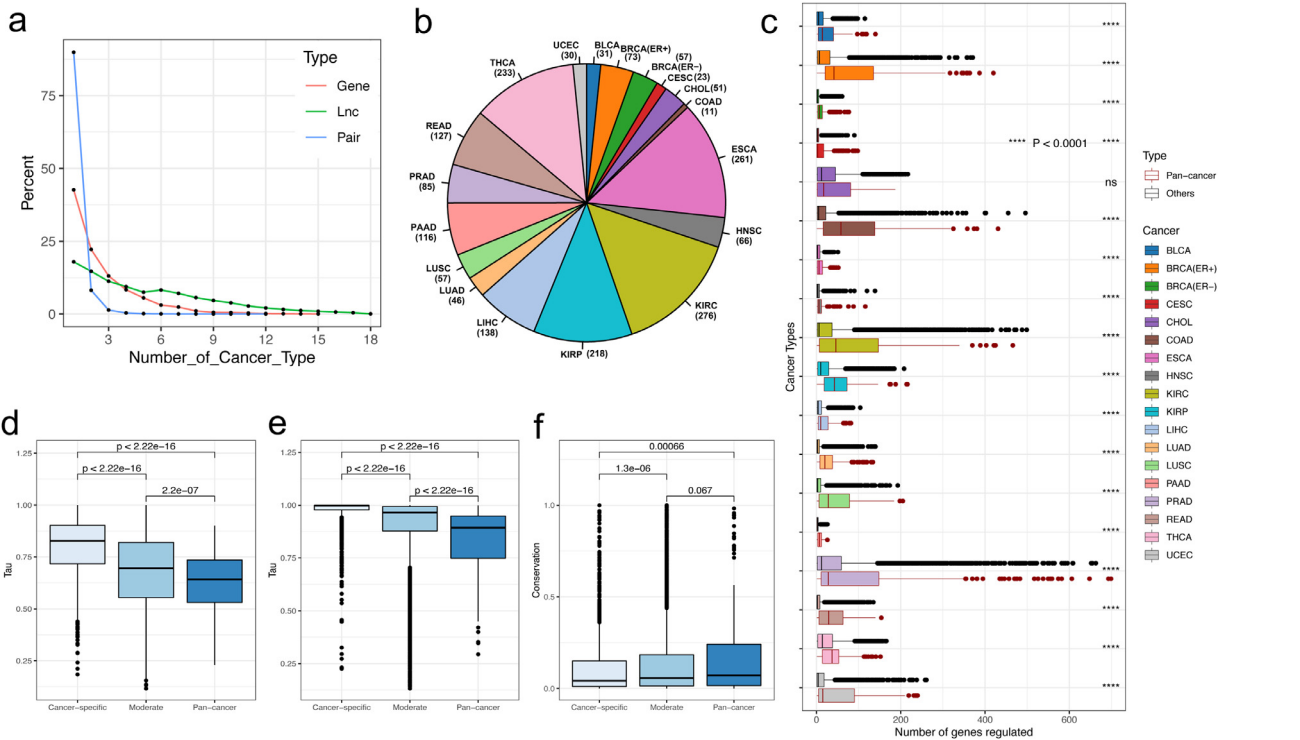 a
Type
Gene
Lnc
Pair
Percent
75
50
25
0
3
6
9
12
15
18
Number_of_Cancer_Type
b
UCEC
(30)
BLCA
(31)
BRCA(ER+)
(73)
(57)
BRCA(ER−)
CESC (23)
CHOL(51)
COAD
(11)
ESCA
(261)
HNSC
(66)
KIRC
(276)
KIRP (218)
LIHC
(138)
LUAD
(46)
LUSC
(57)
PAAD
(116)
PRAD
(85)
READ
(127)
THCA
(233)
c
****
****
****
**** P < 0.0001 ****
ns
****
****
****
****
****
****
****
****
****
****
****
****
****
Cancer Types
0
200
400
600
Number of genes regulated
Type
Pan−cancer
Others
Cancer
BLCA
BRCA(ER+)
BRCA(ER−)
CESC
CHOL
COAD
ESCA
HNSC
KIRC
KIRP
LIHC
LUAD
LUSC
PAAD
PRAD
READ
THCA
UCEC
d
p < 2.22e−16
p < 2.22e−16
2.2e−07
Tau
1.25
1.00
0.75
0.50
0.25
Cancer−specific
Moderate
Pan−cancer
e
p < 2.22e−16
p < 2.22e−16
p < 2.22e−16
Tau
1.25
1.00
0.75
0.50
0.25
Cancer−specific
Moderate
Pan−cancer
f
0.00066
1.3e−06
0.067
Conservation
1.0
0.5
0.0
Cancer−specific
Moderate
Pan−cancer